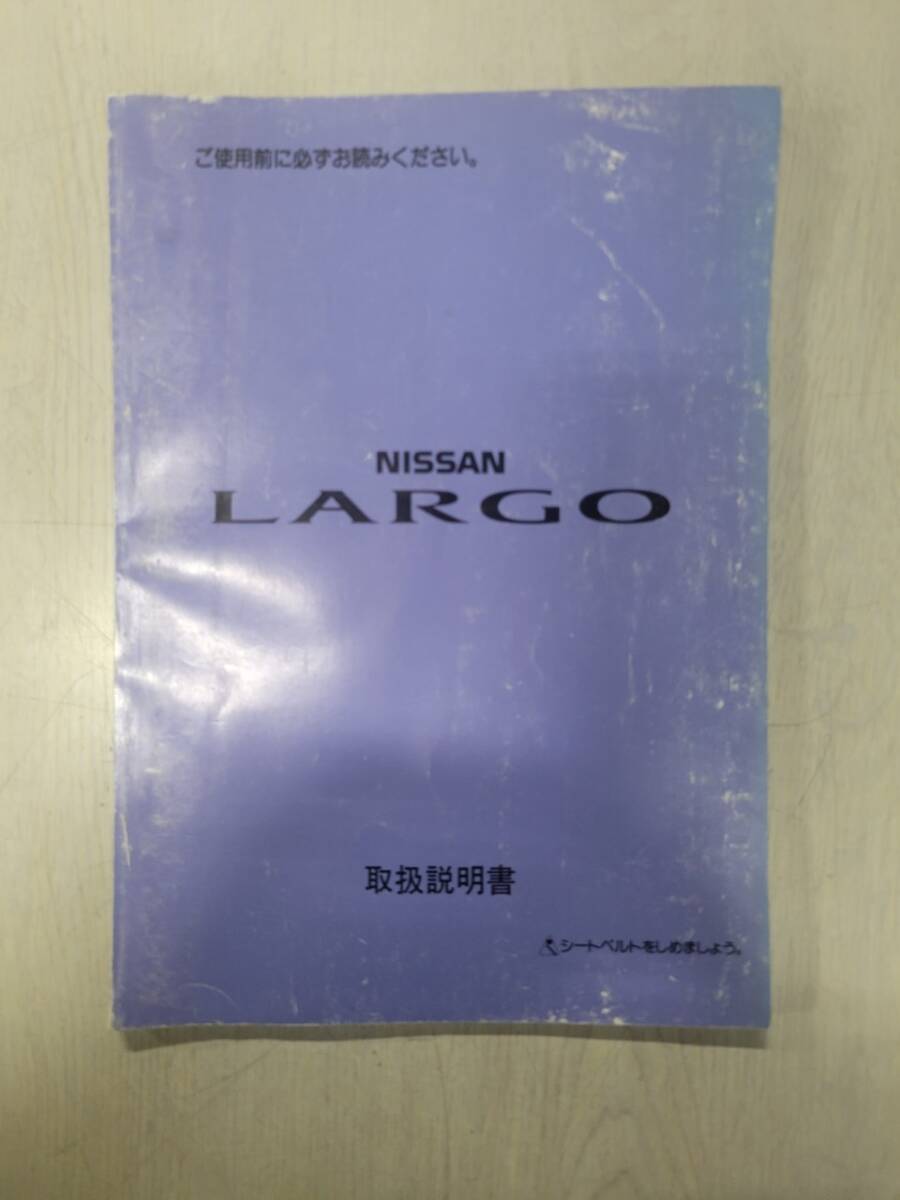 ご使用前に必ずお読みください。
NISSAN
LARGO
取扱説明書
シートベルトをしめましょう。